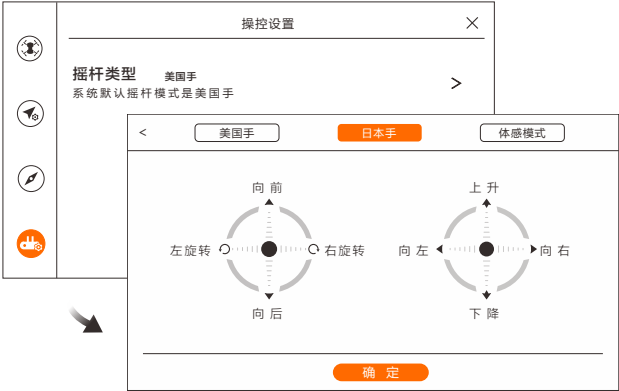 操控设置
摇杆类型 美国手
系统默认摇杆模式是美国手
美国手 日本手 体感模式
向前 上升
左旋转 右旋转 向左 向右
向后 下降
确定